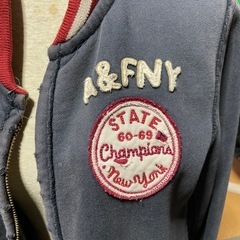 A&FNY
STATE
60-69
Champions
New York